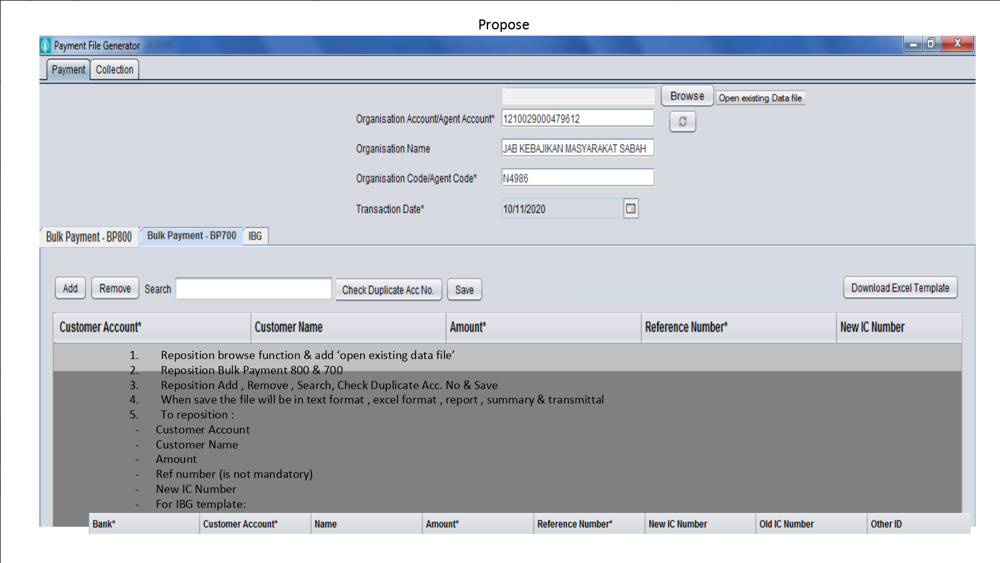 Propose
Payment File Generator
Payment Collection
Browse Open existing Data file
Organisation Account/Agent Account* 1210029000479612
Organisation Name JAB KEBAJIKAN MASYARAKAT SABAH
Organisation Code/Agent Code* N4986
Transaction Date* 10/11/2020
Bulk Payment - BP800 Bulk Payment - BP700 IBG
Add Remove Search Check Duplicate Acc No. Save Download Excel Template
Customer Account* Customer Name Amount* Reference Number* New IC Number
1. Reposition browse function & add ‘open existing data file’
2. Reposition Bulk Payment 800 & 700
3. Reposition Add , Remove , Search, Check Duplicate Acc. No & Save
4. When save the file will be in text format , excel format , report , summary & transmittal
5. To reposition :
- Customer Account
- Customer Name
- Amount
- Ref number (is not mandatory)
- New IC Number
- For IBG template:
Bank* Customer Account* Name Amount* Reference Number* New IC Number Old IC Number Other ID